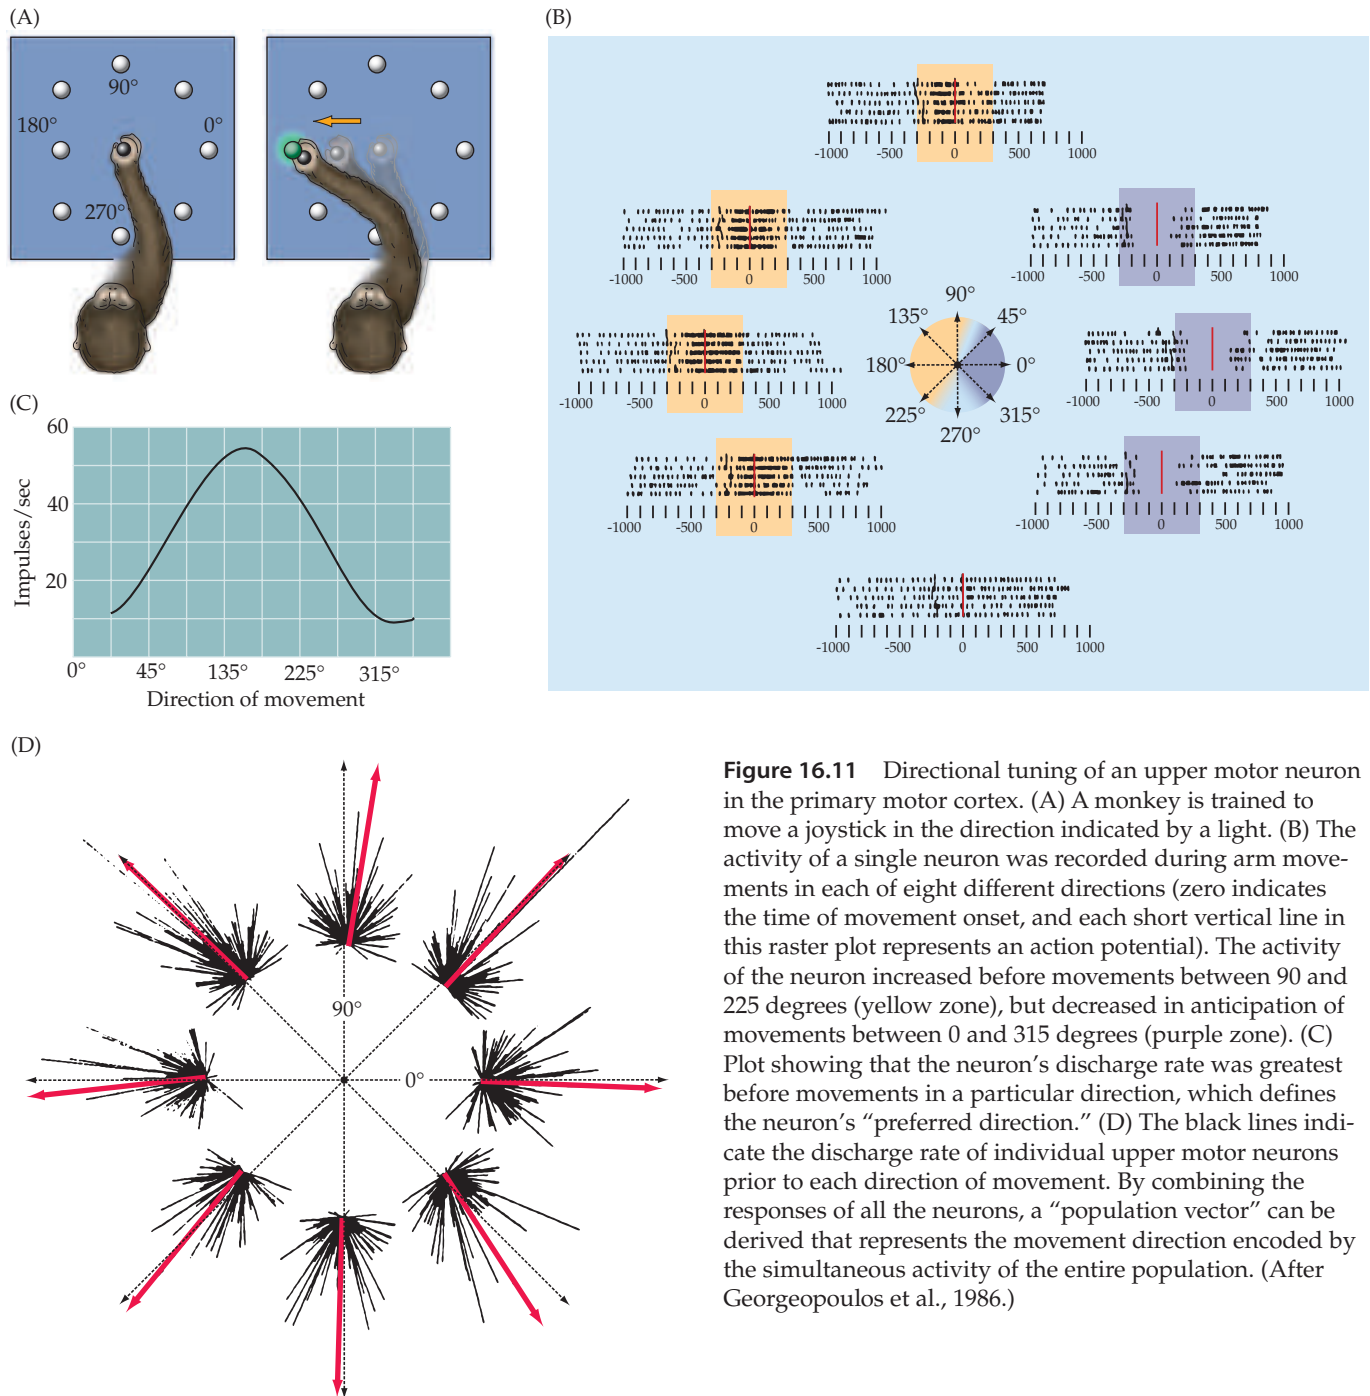 (A)
90°
180°
0°
270°
(B)
-1000 -500 0 500 1000
-1000 -500 0 500 1000
-1000 -500 0 500 1000
90°
135°
45°
180°
0°
225°
315°
270°
-1000 -500 0 500 1000
-1000 -500 0 500 1000
-1000 -500 0 500 1000
-1000 -500 0 500 1000
-1000 -500 0 500 1000
(C)
60
40
20
Impulses/sec
0° 45° 135° 225° 315°
Direction of movement
(D)
90°
0°
Figure 16.11 Directional tuning of an upper motor neuron
in the primary motor cortex. (A) A monkey is trained to
move a joystick in the direction indicated by a light. (B) The
activity of a single neuron was recorded during arm move-
ments in each of eight different directions (zero indicates
the time of movement onset, and each short vertical line in
this raster plot represents an action potential). The activity
of the neuron increased before movements between 90 and
225 degrees (yellow zone), but decreased in anticipation of
movements between 0 and 315 degrees (purple zone). (C)
Plot showing that the neuron's discharge rate was greatest
before movements in a particular direction, which defines
the neuron's “preferred direction.” (D) The black lines indi-
cate the discharge rate of individual upper motor neurons
prior to each direction of movement. By combining the
responses of all the neurons, a “population vector” can be
derived that represents the movement direction encoded by
the simultaneous activity of the entire population. (After
Georgeopoulos et al., 1986.)